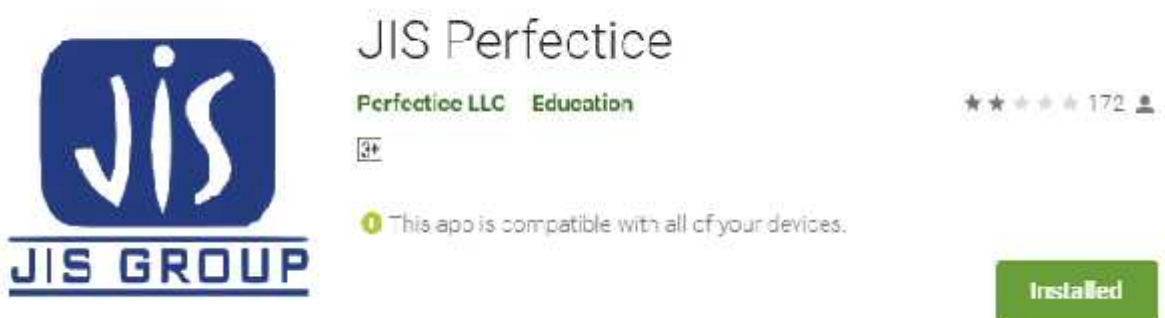 JIS
JIS GROUP
JIS Perfectice
Perfectice LLC Education
172
3+
This app is compatible with all of your devices.
Installed